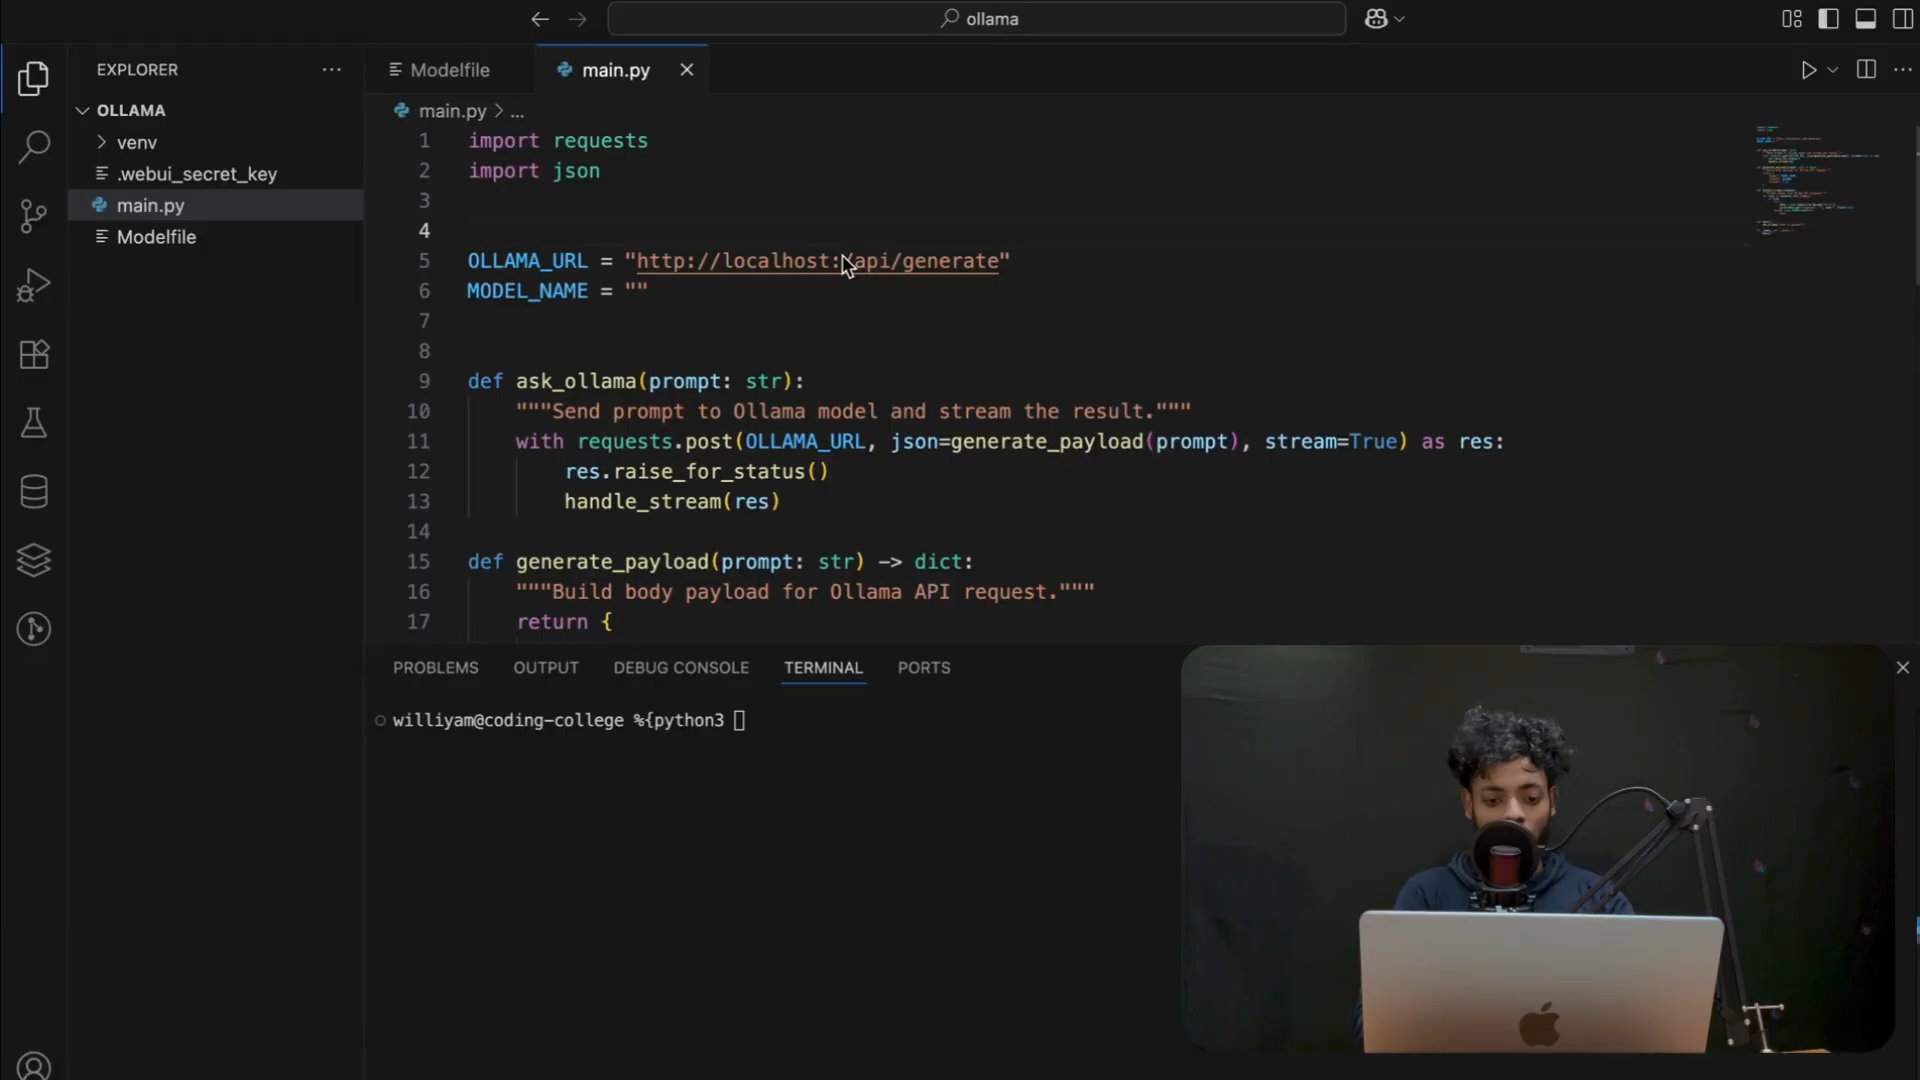 ollama
EXPLORER
OLLAMA
venv
.webui_secret_key
main.py
Modelfile
Modelfile
main.py
main.py > ...
1 import requests
2 import json
3
4
5 OLLAMA_URL = "http://localhost:/api/generate"
6 MODEL_NAME = ""
7
8
9 def ask_ollama(prompt: str):
10 """Send prompt to Ollama model and stream the result."""
11 with requests.post(OLLAMA_URL, json=generate_payload(prompt), stream=True) as res:
12 res.raise_for_status()
13 handle_stream(res)
14
15 def generate_payload(prompt: str) -> dict:
16 """Build body payload for Ollama API request."""
17 return {
PROBLEMS OUTPUT DEBUG CONSOLE TERMINAL PORTS
williyam@coding-college %{python3